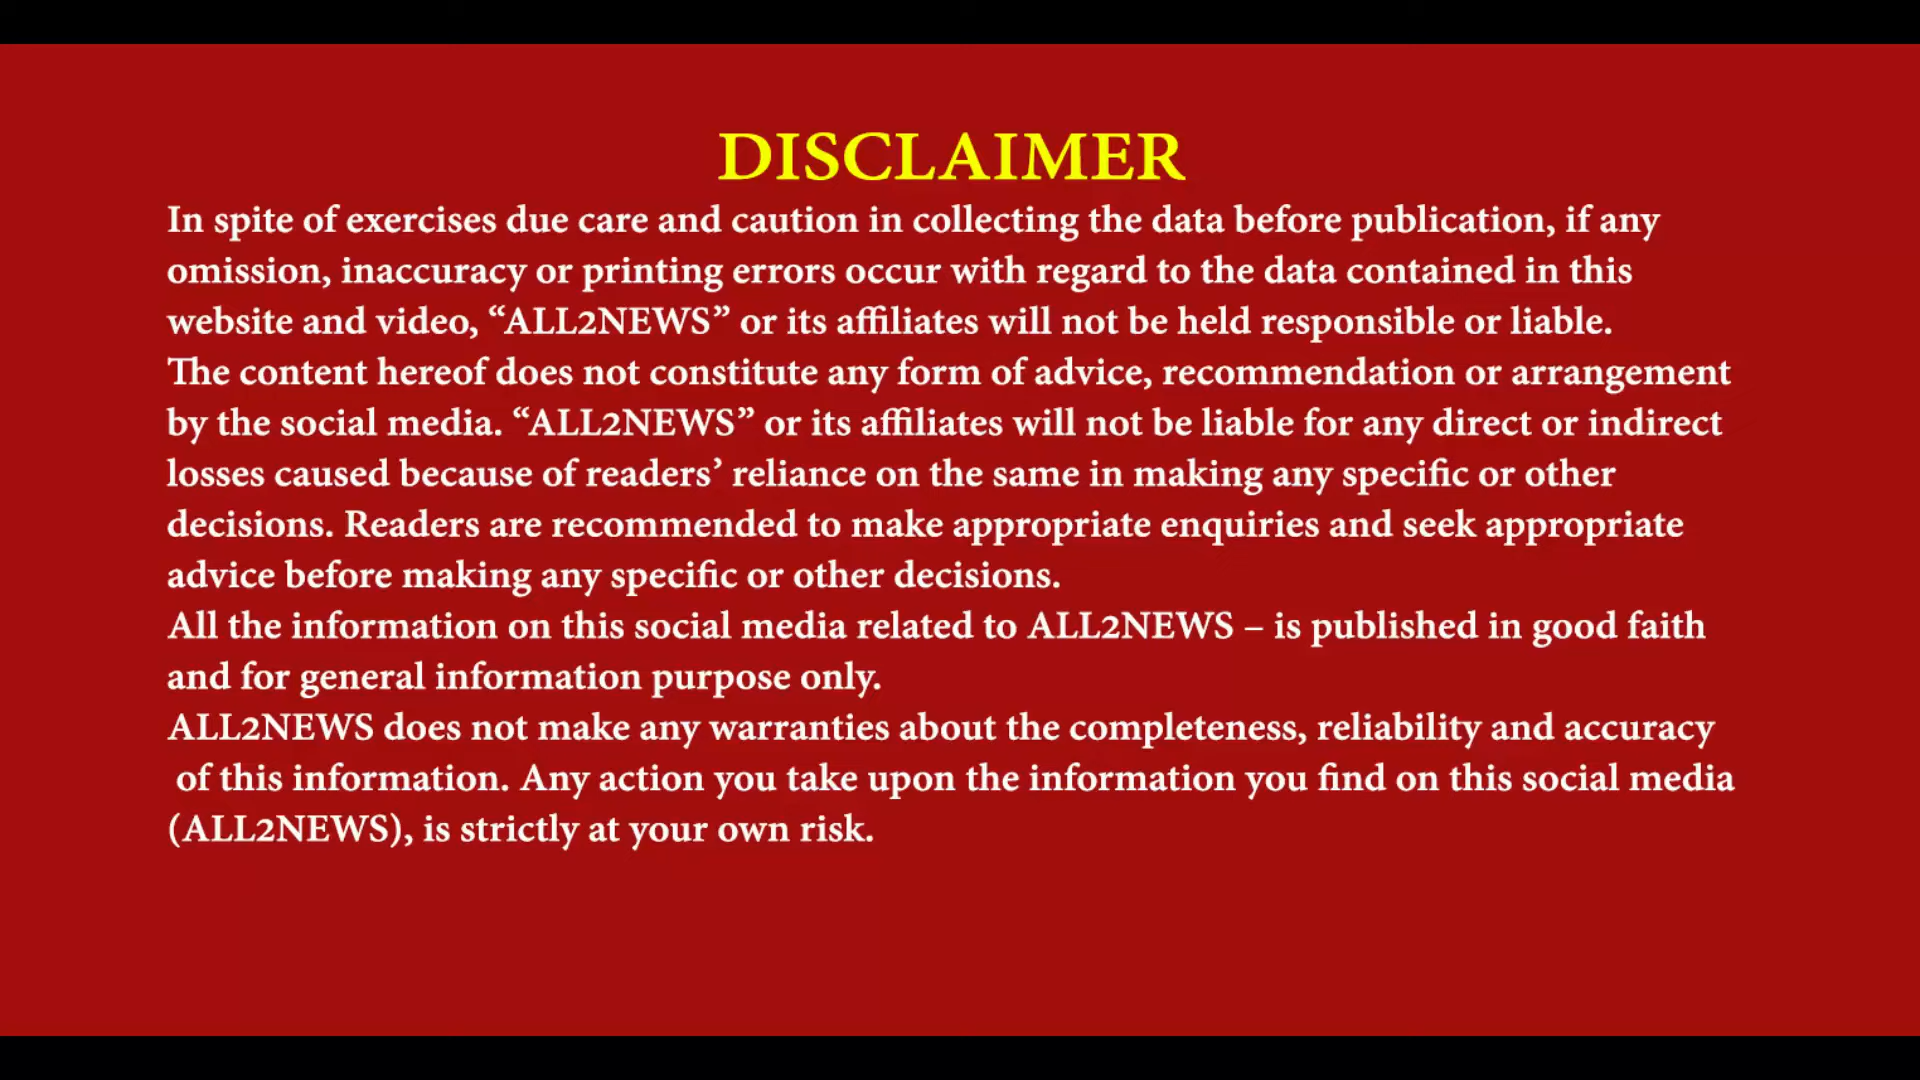 DISCLAIMER
In spite of exercises due care and caution in collecting the data before publication, if any
omission, inaccuracy or printing errors occur with regard to the data contained in this
website and video, “ALL2NEWS” or its affiliates will not be held responsible or liable.
The content hereof does not constitute any form of advice, recommendation or arrangement
by the social media. “ALL2NEWS” or its affiliates will not be liable for any direct or indirect
losses caused because of readers’ reliance on the same in making any specific or other
decisions. Readers are recommended to make appropriate enquiries and seek appropriate
advice before making any specific or other decisions.
All the information on this social media related to ALL2NEWS – is published in good faith
and for general information purpose only.
ALL2NEWS does not make any warranties about the completeness, reliability and accuracy
of this information. Any action you take upon the information you find on this social media
(ALL2NEWS), is strictly at your own risk.